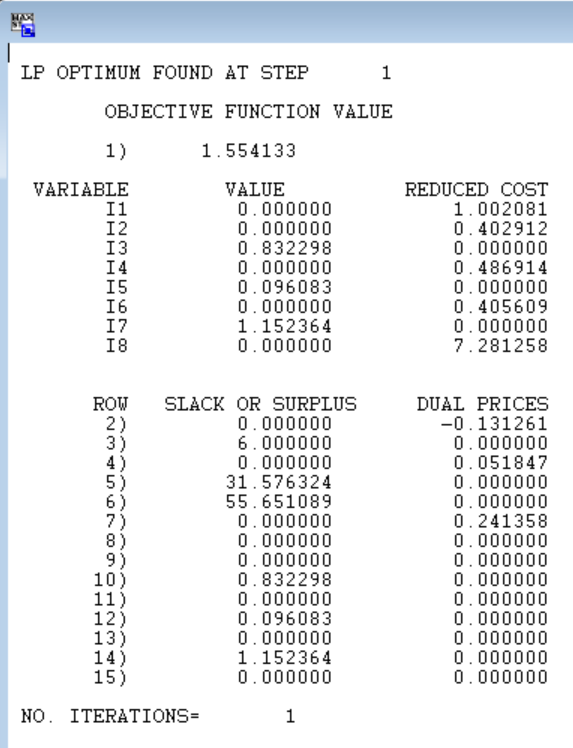 LP OPTIMUM FOUND AT STEP 1
OBJECTIVE FUNCTION VALUE
1) 1.554133
VARIABLE VALUE REDUCED COST
I1 0.000000 1.002081
I2 0.000000 0.402912
I3 0.832298 0.000000
I4 0.000000 0.486914
I5 0.096083 0.000000
I6 0.000000 0.405609
I7 1.152364 0.000000
I8 0.000000 7.281258
ROW SLACK OR SURPLUS DUAL PRICES
2) 0.000000 -0.131261
3) 6.000000 0.000000
4) 0.000000 0.051847
5) 31.576324 0.000000
6) 55.651089 0.000000
7) 0.000000 0.241358
8) 0.000000 0.000000
9) 0.000000 0.000000
10) 0.832298 0.000000
11) 0.000000 0.000000
12) 0.096083 0.000000
13) 0.000000 0.000000
14) 1.152364 0.000000
15) 0.000000 0.000000
NO. ITERATIONS= 1